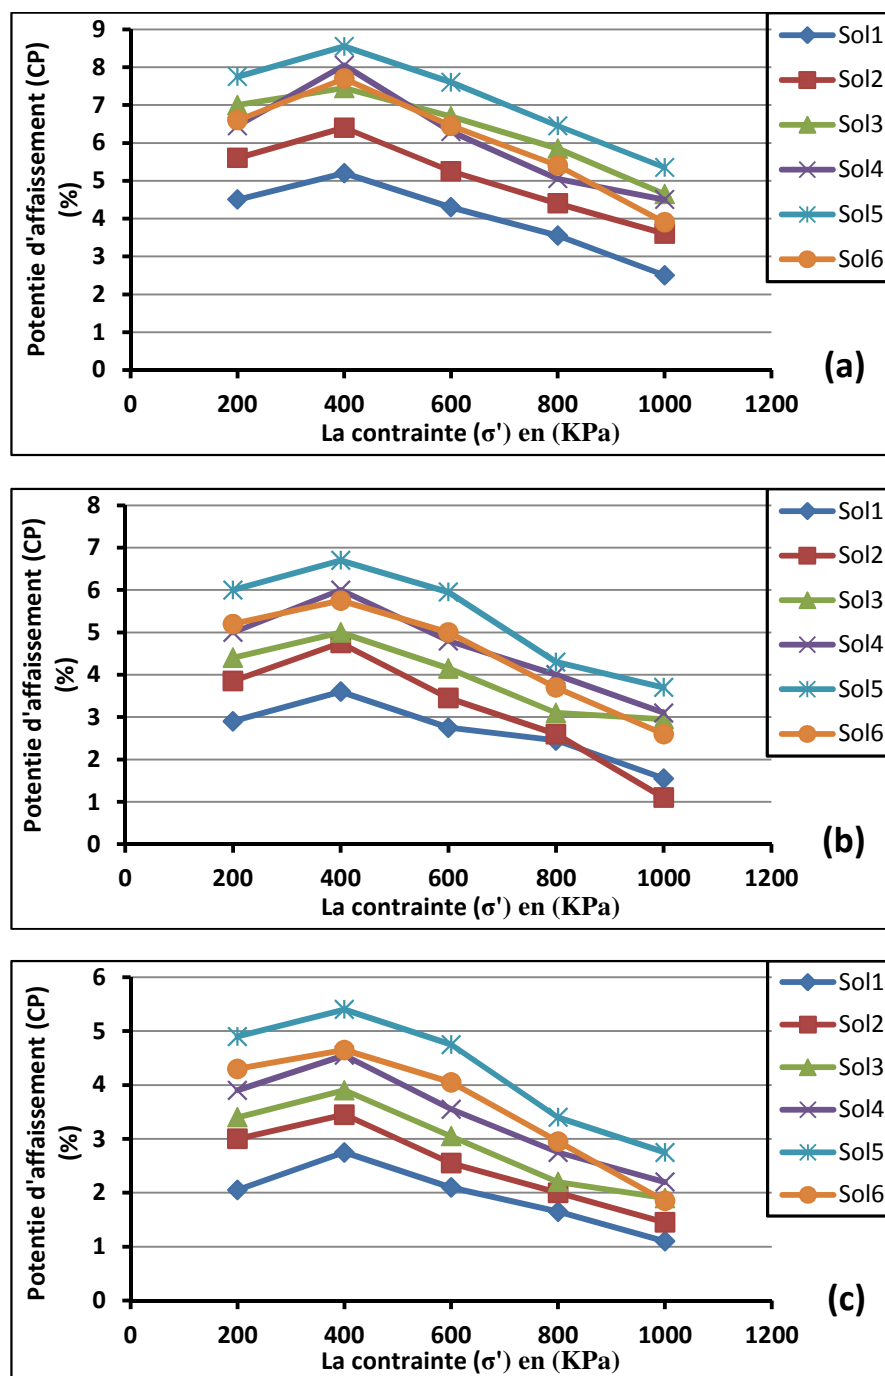 9
8
7
6
5
4
3
2
1
0
Potentie d'affaissement (CP)
(%)
0 200 400 600 800 1000 1200
La contrainte (σ') en (KPa)
Sol1
Sol2
Sol3
Sol4
Sol5
Sol6
(a)
8
7
6
5
4
3
2
1
0
Potentie d'affaissement (CP)
(%)
0 200 400 600 800 1000 1200
La contrainte (σ') en (KPa)
Sol1
Sol2
Sol3
Sol4
Sol5
Sol6
(b)
6
5
4
3
2
1
0
Potentie d'affaissement (CP)
(%)
0 200 400 600 800 1000 1200
La contrainte (σ') en (KPa)
Sol1
Sol2
Sol3
Sol4
Sol5
Sol6
(c)